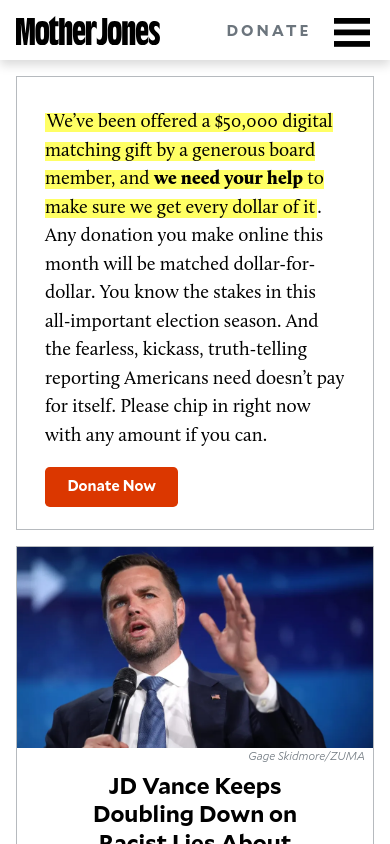 Mother Jones
DONATE
We've been offered a $50,000 digital
matching gift by a generous board
member, and we need your help to
make sure we get every dollar of it.
Any donation you make online this
month will be matched dollar-for-
dollar. You know the stakes in this
all-important election season. And
the fearless, kickass, truth-telling
reporting Americans need doesn't pay
for itself. Please chip in right now
with any amount if you can.
Donate Now
Gage Skidmore/ZUMA
JD Vance Keeps
Doubling Down on
Racist Lies About